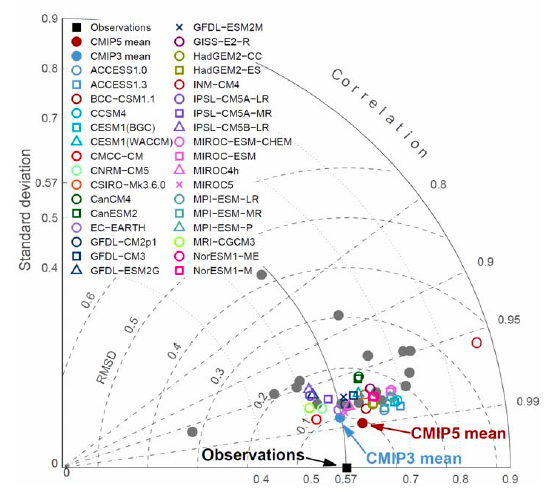 0.9
0.8
0.7
0.57
0.5
0.4
0
Standard deviation
Observations
CMIP5 mean
CMIP3 mean
ACCESS1.0
ACCESS1.3
BCC-CSM1.1
CCSM4
CESM1(BGC)
CESM1(WACCM)
CMCC-CM
CNRM-CM5
CSIRO-Mk3.6.0
CanCM4
CanESM2
EC-EARTH
GFDL-CM2p1
GFDL-CM3
GFDL-ESM2G
GFDL-ESM2M
GISS-E2-R
HadGEM2-CC
HadGEM2-ES
INM-CM4
IPSL-CM5A-LR
IPSL-CM5A-MR
IPSL-CM5B-LR
MIROC-ESM-CHEM
MIROC-ESM
MIROC4h
MIROC5
MPI-ESM-LR
MPI-ESM-MR
MPI-ESM-P
MRI-CGCM3
NorESM1-ME
NorESM1-M
Correlation
0.8
0.9
0.95
0.99
RMSD
0.6
0.5
0.4
0.3
0.2
0.1
CMIP5 mean
Observations
CMIP3 mean
0
0.4
0.5
0.57
0.7
0.8
0.9